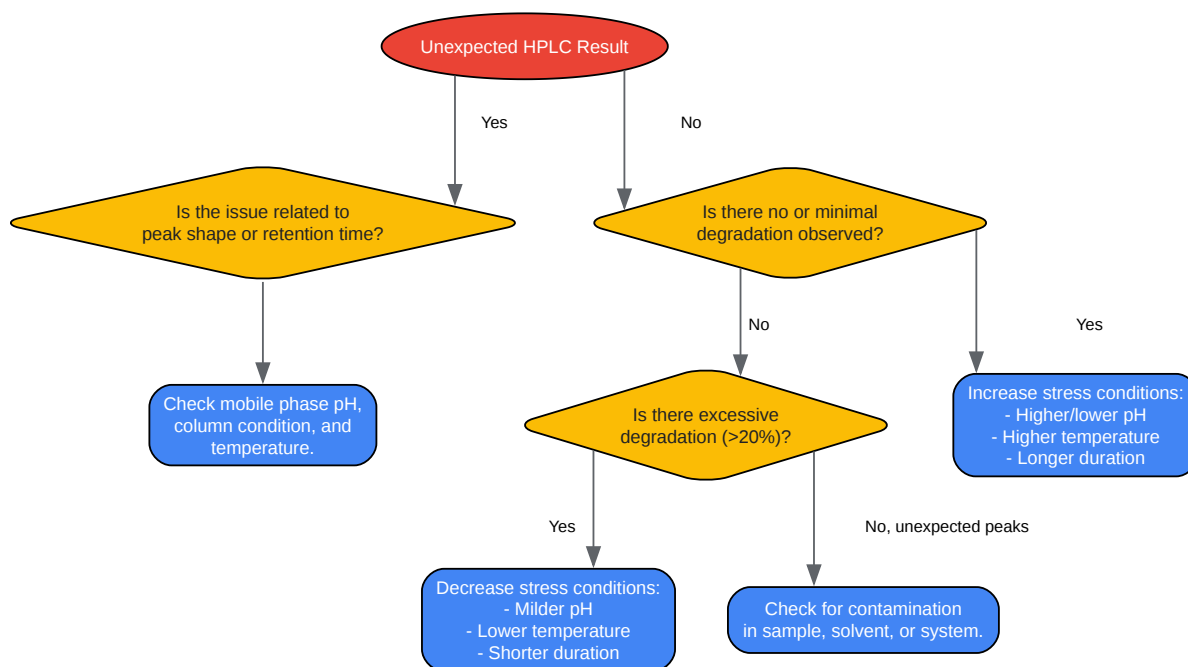 Unexpected HPLC Result
Yes
No
Is the issue related to
peak shape or retention time?
Is there no or minimal
degradation observed?
No
Yes
Check mobile phase pH,
column condition, and
temperature.
Is there excessive
degradation (>20%)?
Increase stress conditions:
- Higher/lower pH
- Higher temperature
- Longer duration
Yes
No, unexpected peaks
Decrease stress conditions:
- Milder pH
- Lower temperature
- Shorter duration
Check for contamination
in sample, solvent, or system.